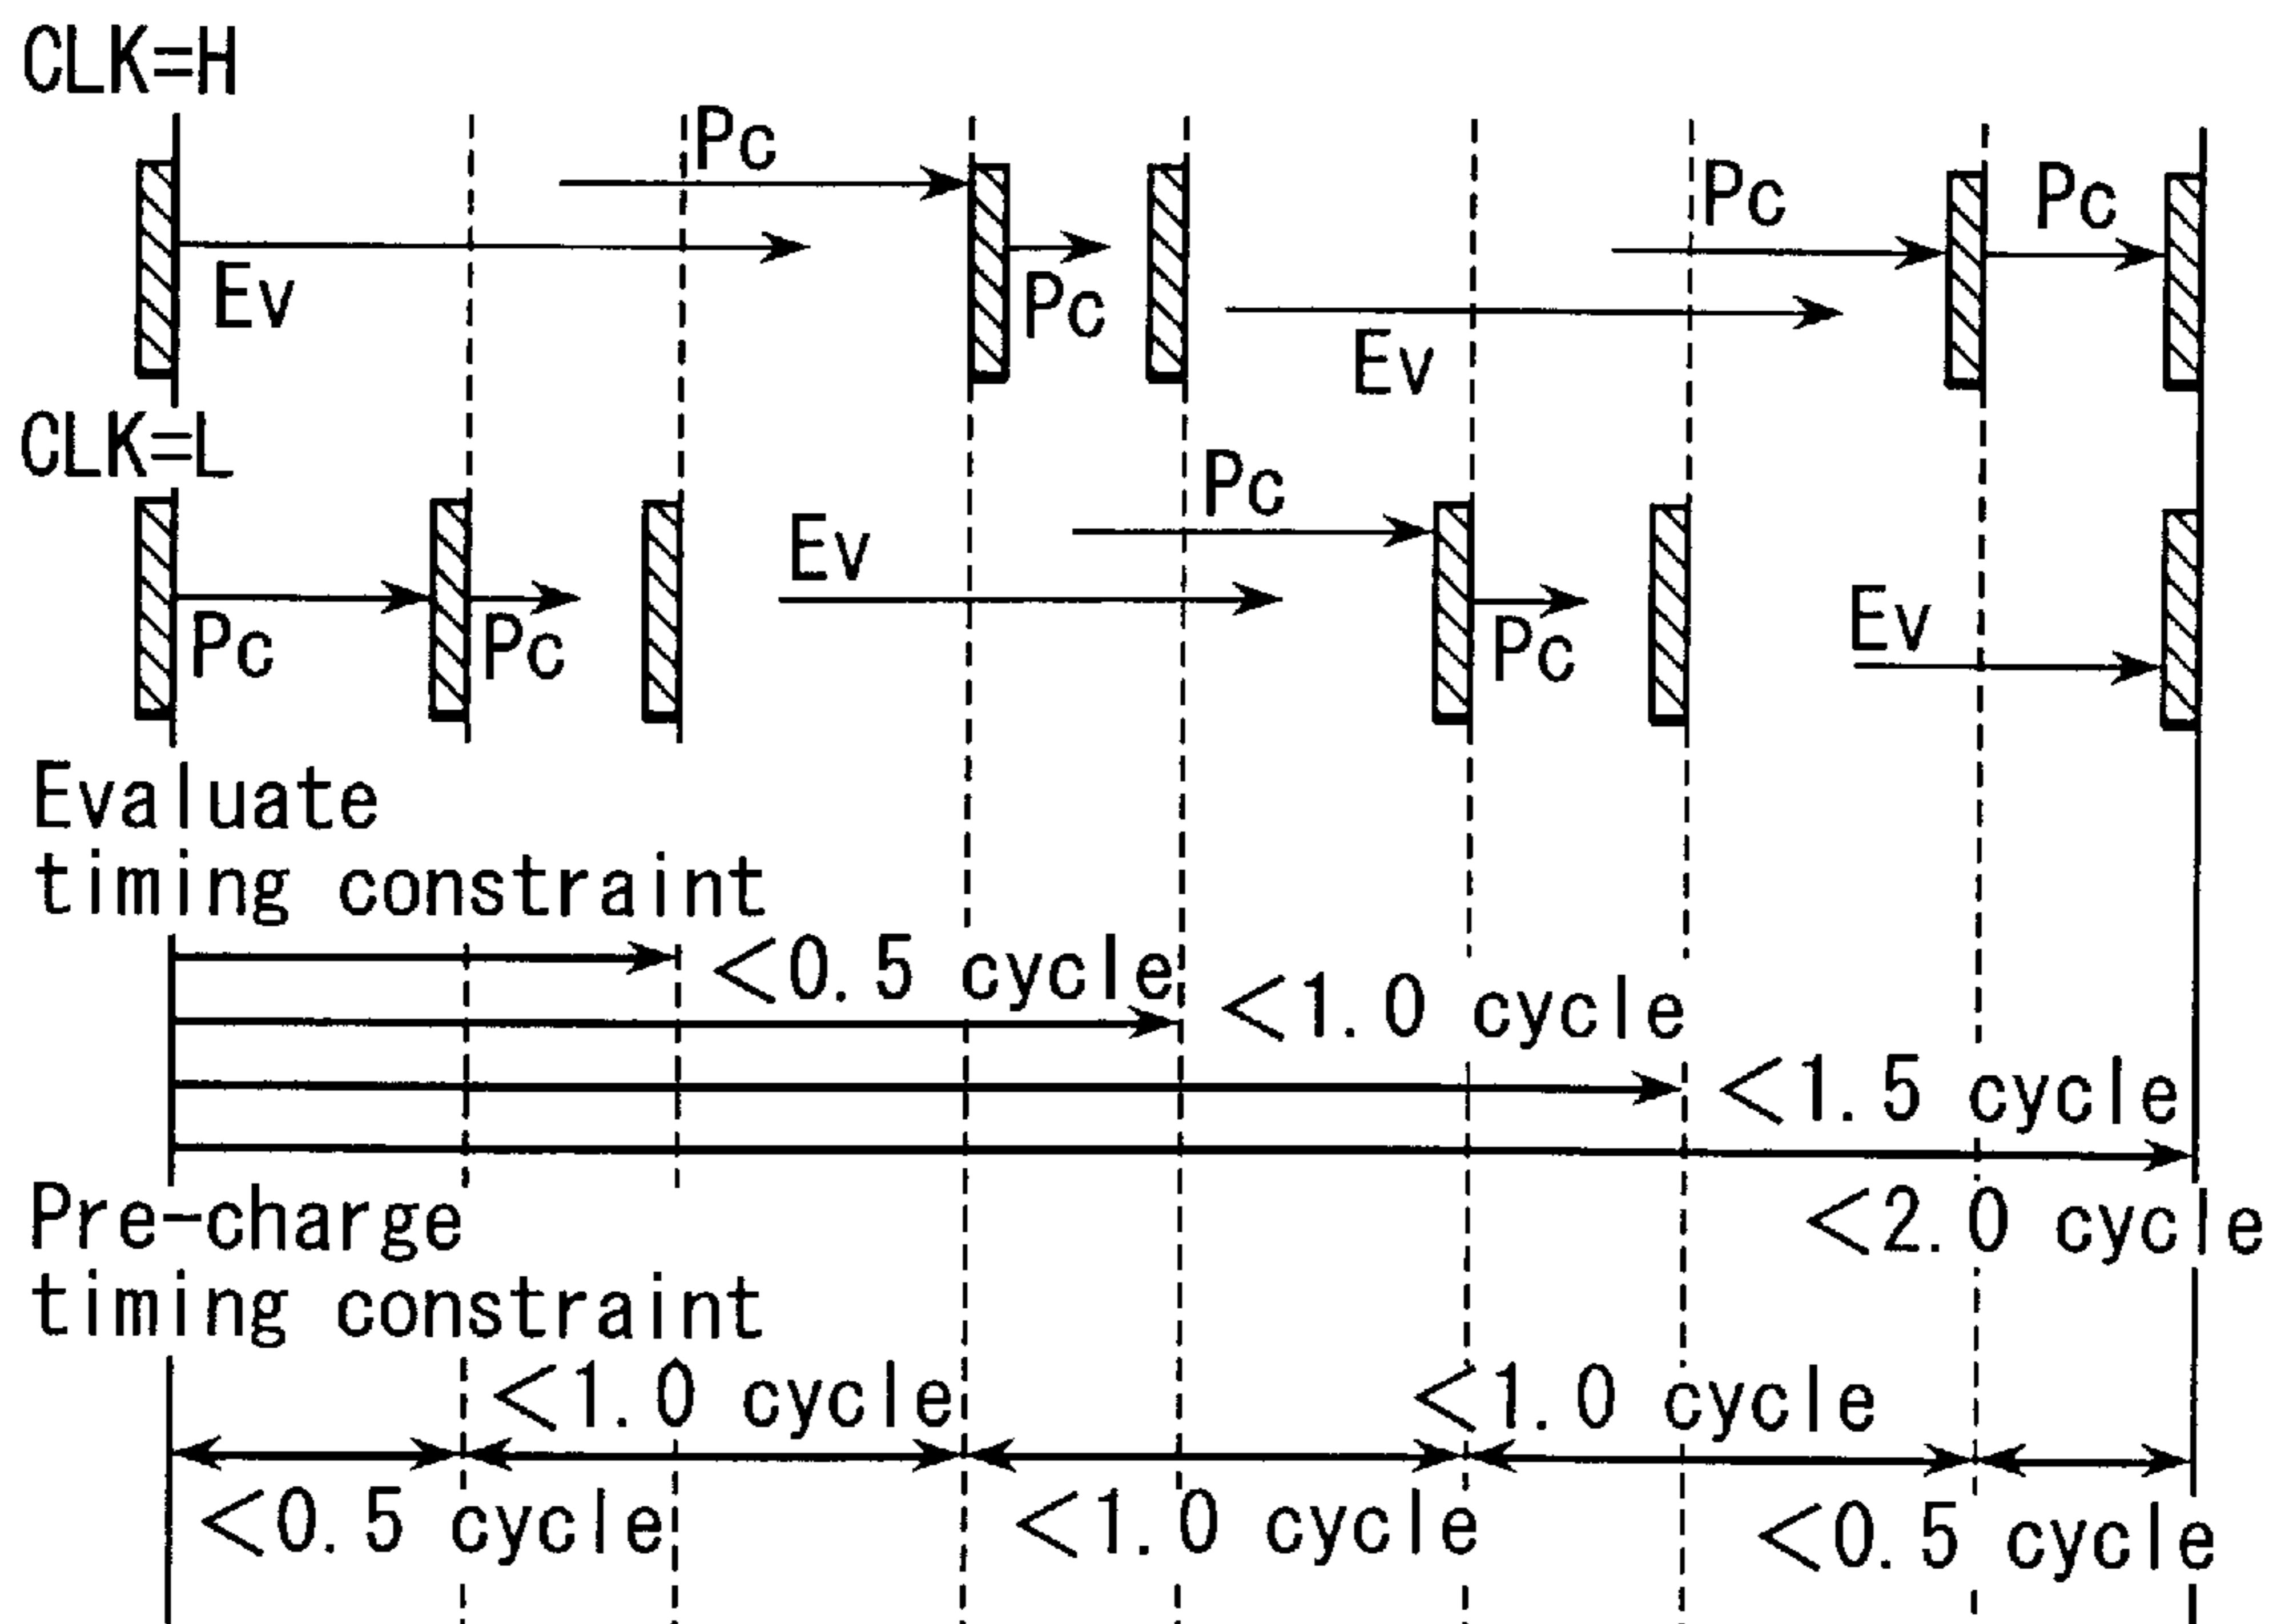 CLK=H
Pc
Pc
Pc
Ev
Pc
Ev
CLK=L
Pc
Ev
Ev
Pc
Pc
Pc
Evaluate
timing constraint
<0.5 cycle
<1.0 cycle
<1.5 cycle
<2.0 cycle
Pre-charge
timing constraint
<1.0 cycle
<1.0 cycle
<0.5 cycle
<1.0 cycle
<0.5 cycle